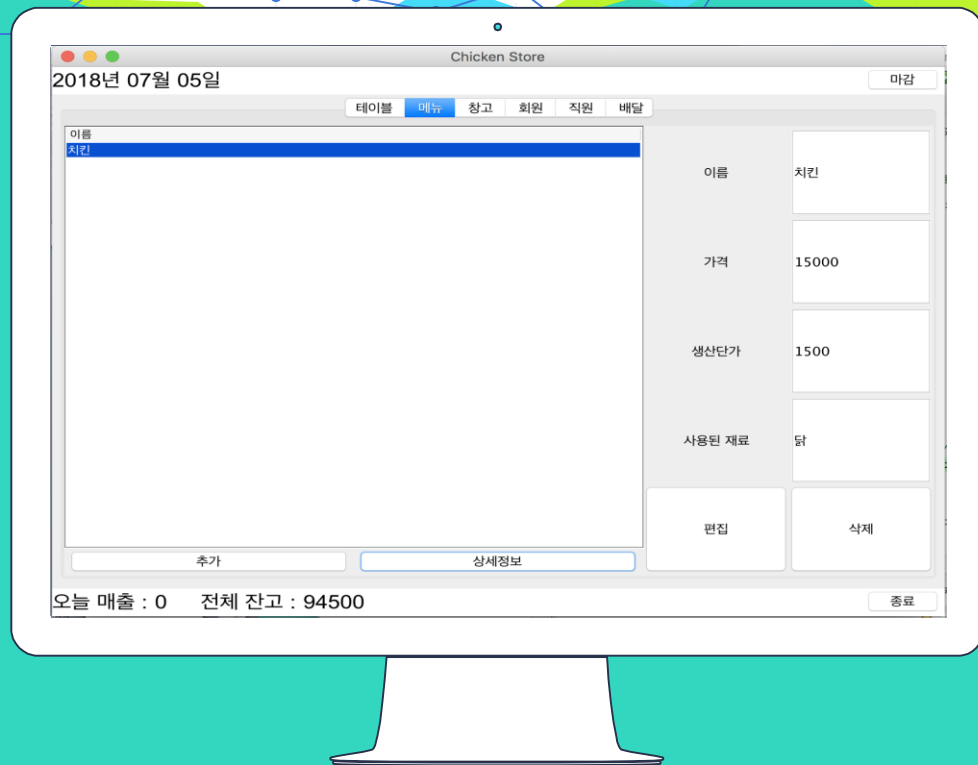 Chicken Store
2018년 07월 05일
마감
테이블 메뉴 창고 회원 직원 배달
이름
치킨
이름 치킨
가격 15000
생산단가 1500
사용된 재료 닭
편집 삭제
추가 상세정보
오늘 매출 : 0 전체 잔고 : 94500
종료